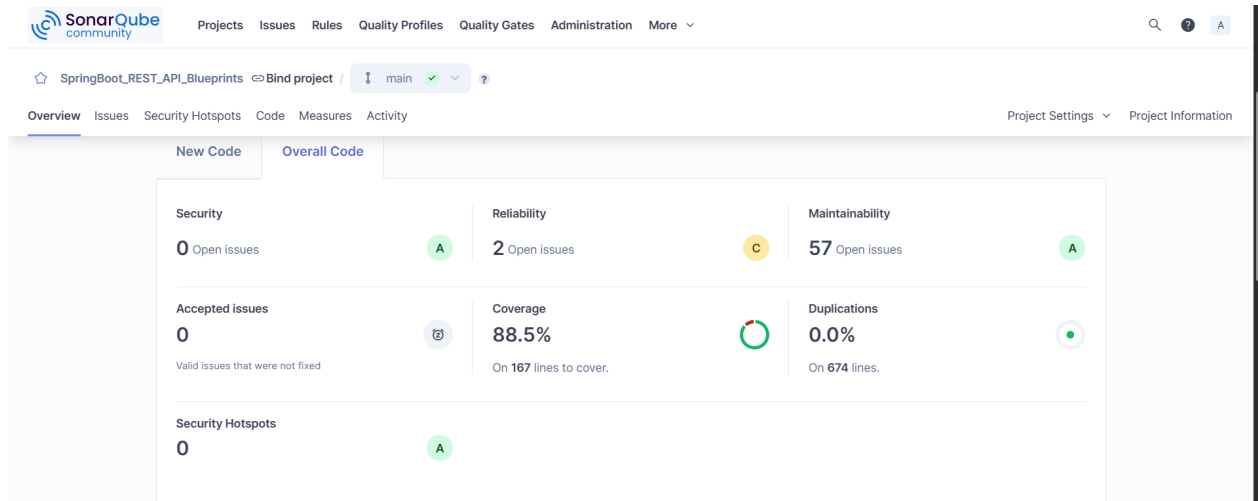 SonarQube
community
Projects Issues Rules Quality Profiles Quality Gates Administration More
? A
SpringBoot_REST_API_Blueprints Bind project / main ?
Overview Issues Security Hotspots Code Measures Activity Project Settings Project Information
New Code Overall Code
Security Reliability Maintainability
0 Open issues A 2 Open issues C 57 Open issues A
Accepted issues Coverage Duplications
0 88.5% 0.0%
Valid issues that were not fixed On 167 lines to cover. On 674 lines.
Security Hotspots
0 A